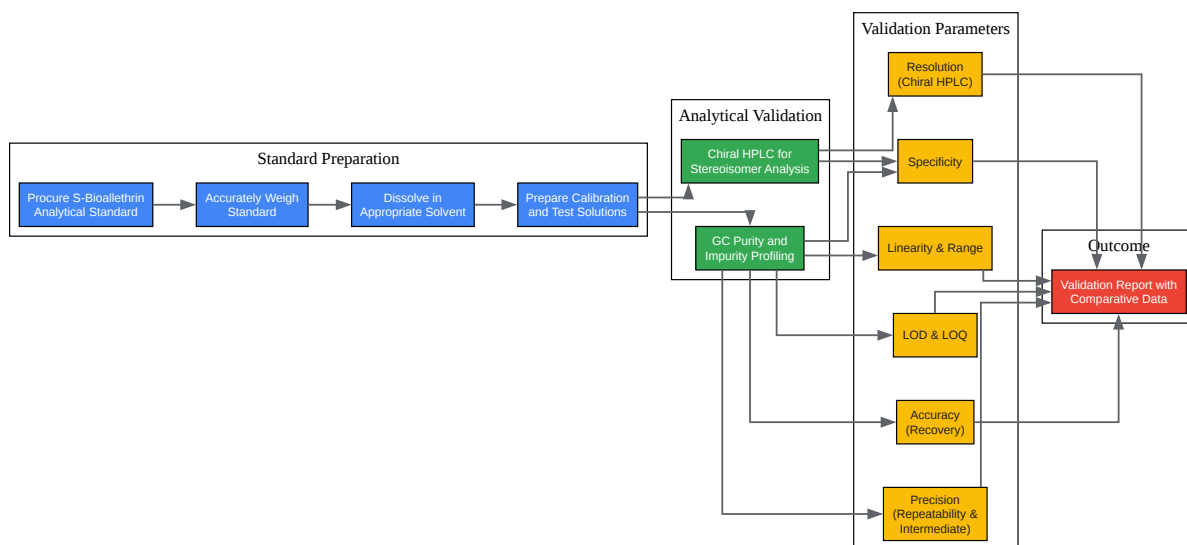 Standard Preparation
Procure S-Bioallethrin
Analytical Standard
Accurately Weigh
Standard
Dissolve in
Appropriate Solvent
Prepare Calibration
and Test Solutions
Analytical Validation
Chiral HPLC for
Stereoisomer Analysis
GC Purity and
Impurity Profiling
Validation Parameters
Resolution
(Chiral HPLC)
Specificity
Linearity & Range
LOD & LOQ
Accuracy
(Recovery)
Precision
(Repeatability &
Intermediate)
Outcome
Validation Report with
Comparative Data